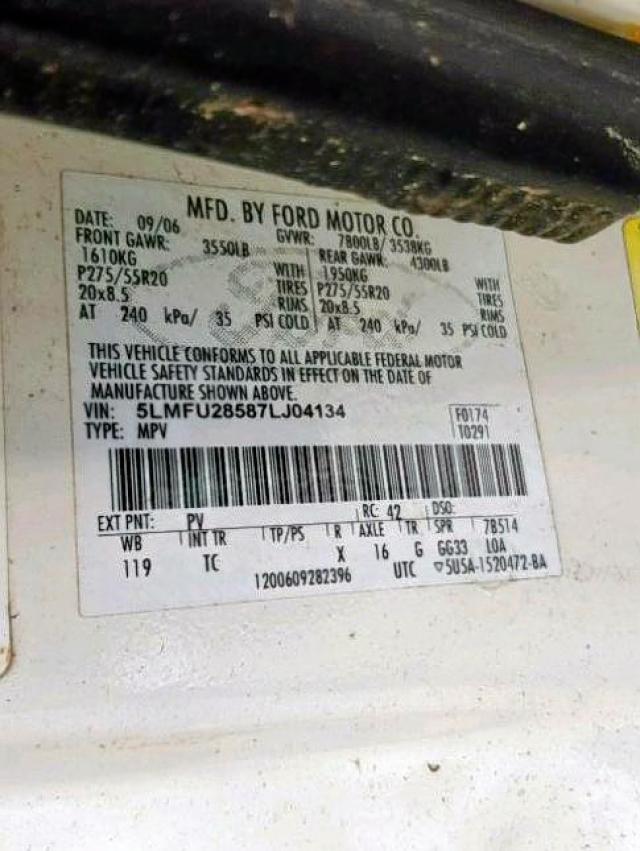 MFD. BY FORD MOTOR CO.
DATE: 09/06 GVWR: 7800LB/ 3538KG
FRONT GAWR: 3550LB REAR GAWR: 4300LB
1610KG WITH 1950KG WITH
P275/55R20 TIRES P275/55R20 TIRES
20x8.5 RIMS 20x8.5 RIMS
AT 240 kPa/ 35 PSI COLD AT 240 kPa/ 35 PSI COLD
THIS VEHICLE CONFORMS TO ALL APPLICABLE FEDERAL MOTOR
VEHICLE SAFETY STANDARDS IN EFFECT ON THE DATE OF
MANUFACTURE SHOWN ABOVE.
VIN: 5LMFU28587LJ04134 F0174
TYPE: MPV T0291
EXT PNT: PV RC: 42 DSO:
WB INT TR TP/PS R AXLE TR SPR 7B514
119 TC X 16 G GG33 LOA
1200609282396 UTC ▽5U5A-1520472-BA